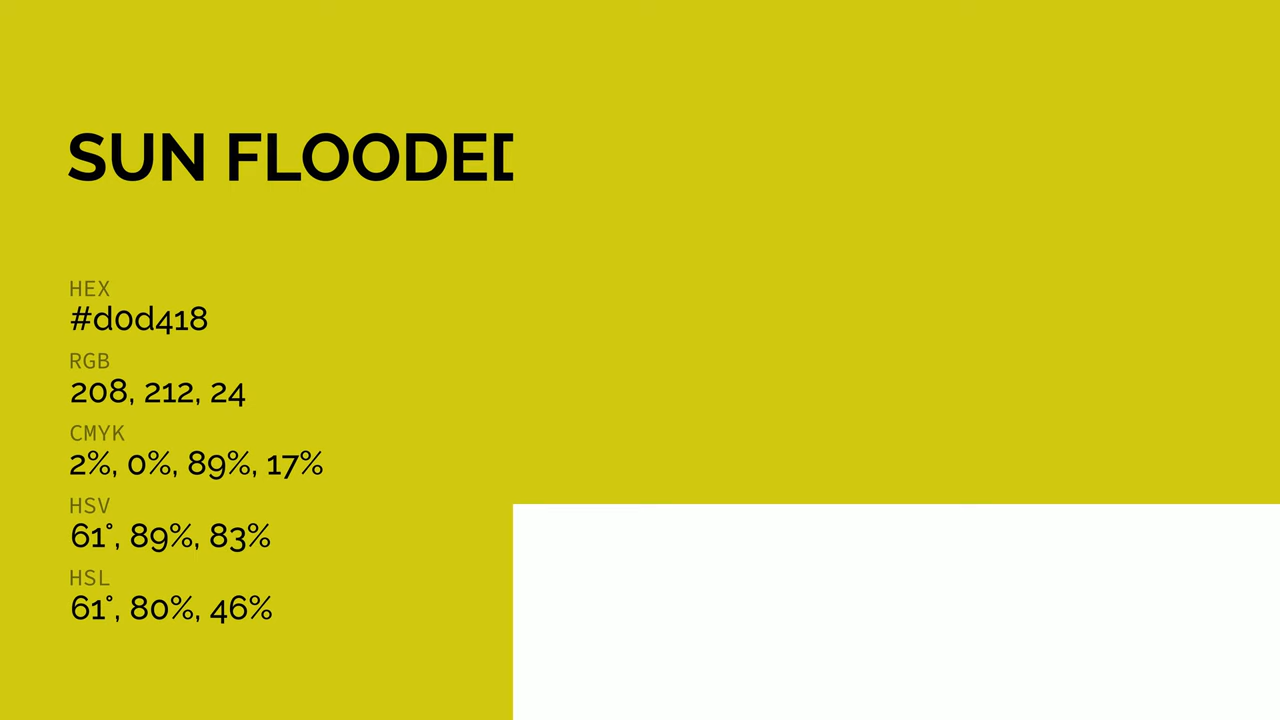 SUN FLOODED
HEX
#d0d418
RGB
208, 212, 24
CMYK
2%, 0%, 89%, 17%
HSV
61°, 89%, 83%
HSL
61°, 80%, 46%